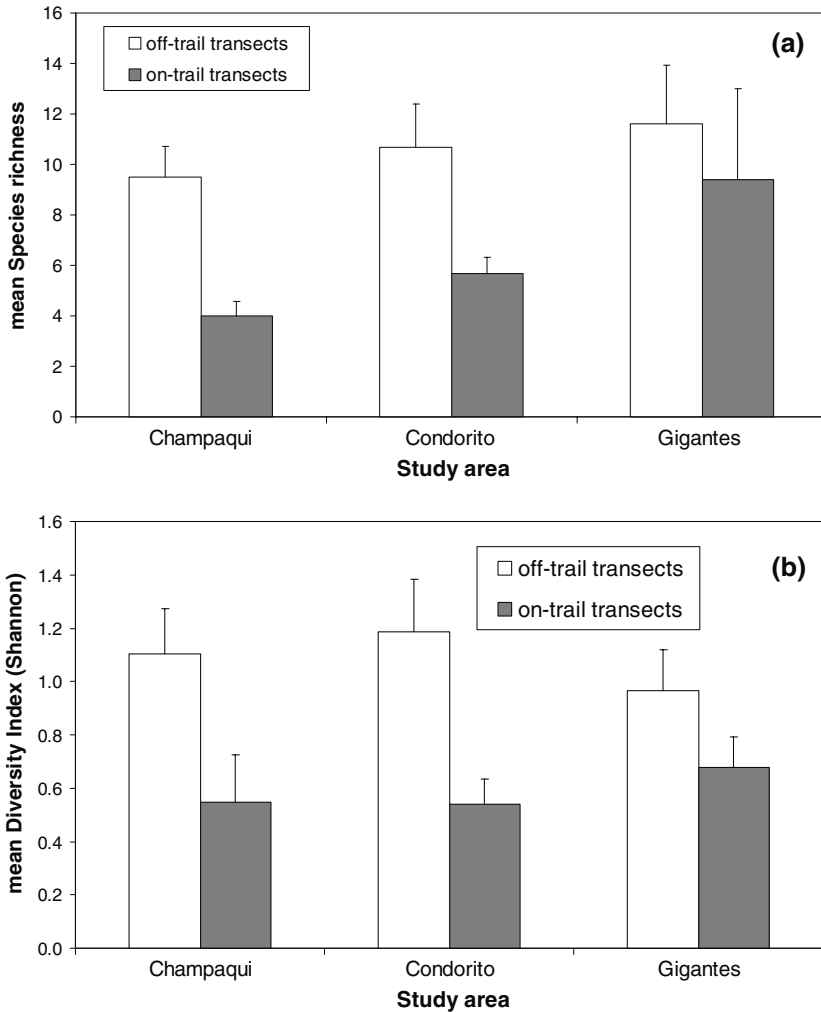 (a)
off-trail transects
on-trail transects
mean Species richness
16
14
12
10
8
6
4
2
0
Champaqui Condorito Gigantes
Study area
(b)
off-trail transects
on-trail transects
mean Diversity Index (Shannon)
1.6
1.4
1.2
1.0
0.8
0.6
0.4
0.2
0.0
Champaqui Condorito Gigantes
Study area